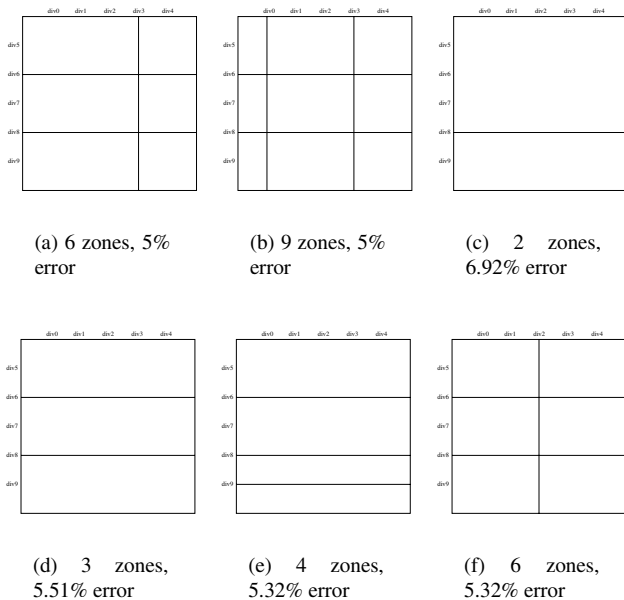 div0 div1 div2 div3 div4
div5
div6
div7
div8
div9
(a) 6 zones, 5%
error
div0 div1 div2 div3 div4
div5
div6
div7
div8
div9
(b) 9 zones, 5%
error
div0 div1 div2 div3 div4
div5
div6
div7
div8
div9
(c) 2 zones,
6.92% error
div0 div1 div2 div3 div4
div5
div6
div7
div8
div9
(d) 3 zones,
5.51% error
div0 div1 div2 div3 div4
div5
div6
div7
div8
div9
(e) 4 zones,
5.32% error
div0 div1 div2 div3 div4
div5
div6
div7
div8
div9
(f) 6 zones,
5.32% error